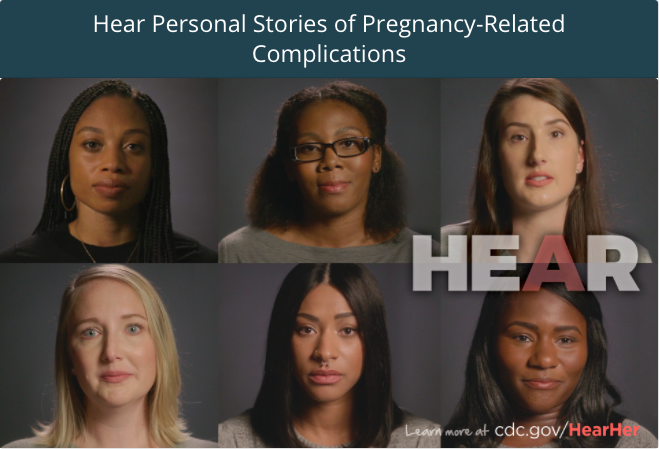 Hear Personal Stories of Pregnancy-Related
Complications
HEAR
Learn more at cdc.gov/HearHer